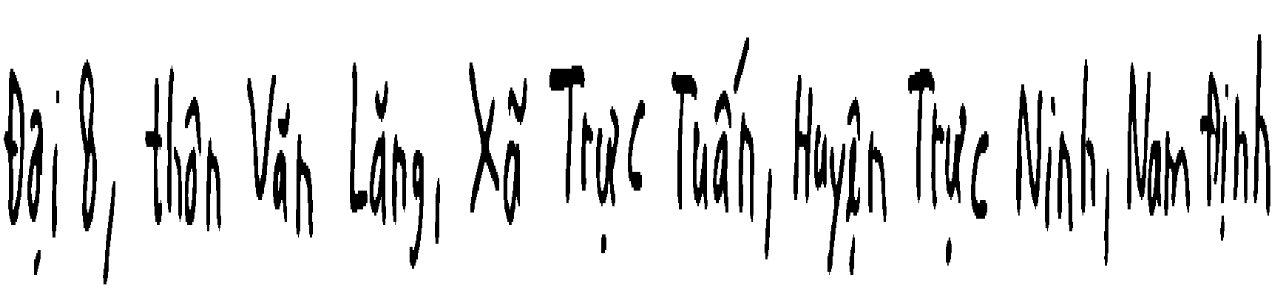 Đại 8, thôn Văn Lăng, Xã Trực Tuấn, Huyện Trực Ninh, Nam Định